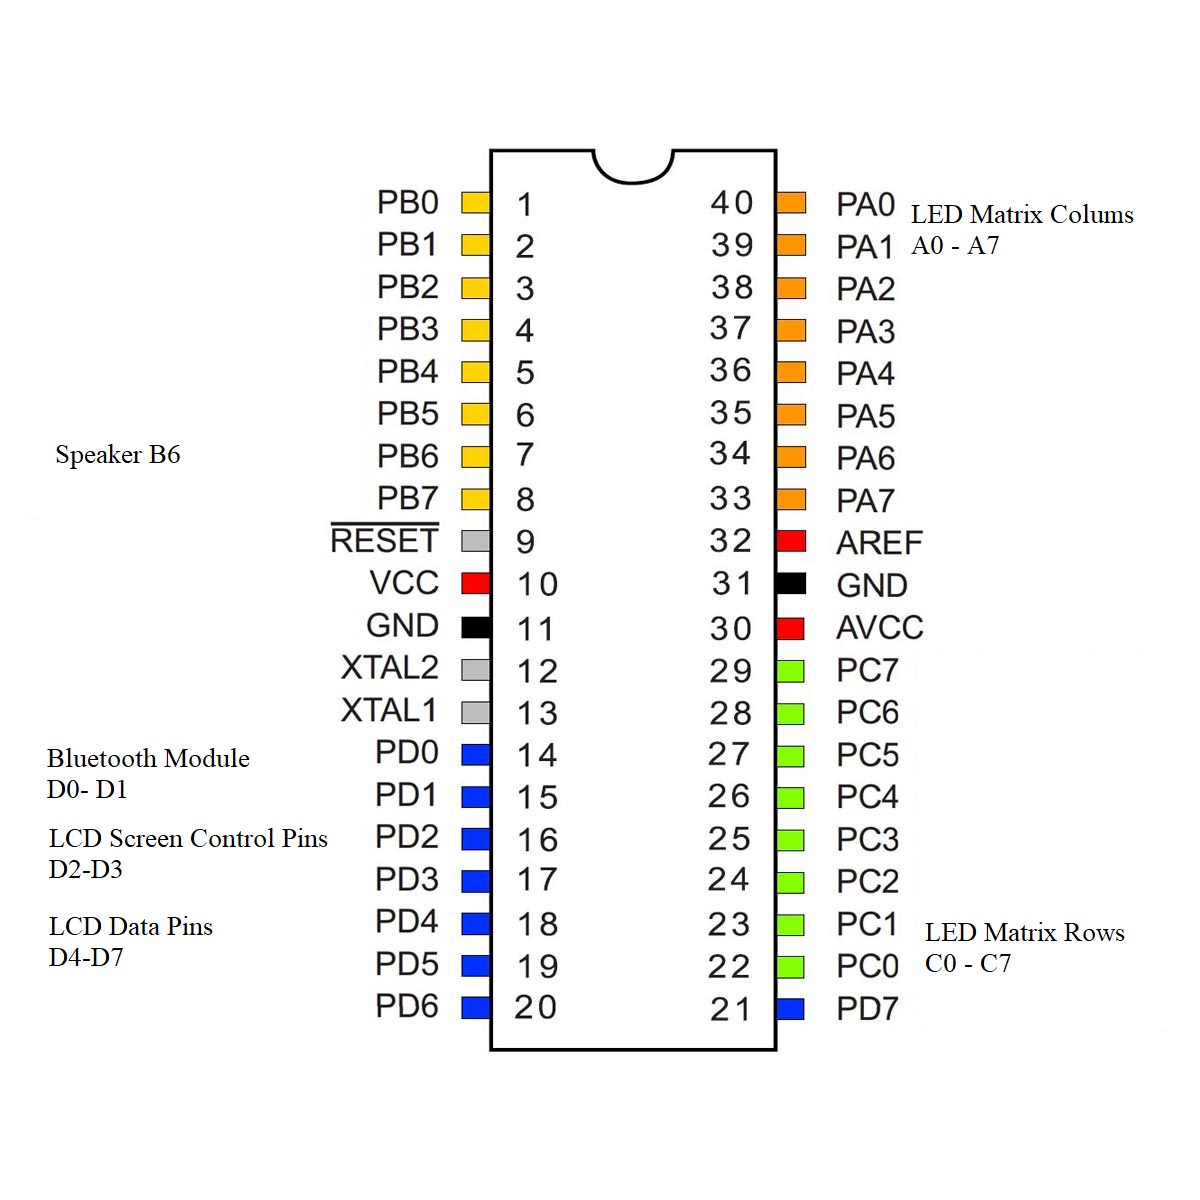 PB0 1 40 PA0 LED Matrix Colums
PB1 2 39 PA1 A0 - A7
PB2 3 38 PA2
PB3 4 37 PA3
PB4 5 36 PA4
PB5 6 35 PA5
Speaker B6 PB6 7 34 PA6
PB7 8 33 PA7
RESET 9 32 AREF
VCC 10 31 GND
GND 11 30 AVCC
XTAL2 12 29 PC7
XTAL1 13 28 PC6
Bluetooth Module PD0 14 27 PC5
D0- D1 PD1 15 26 PC4
LCD Screen Control Pins PD2 16 25 PC3
D2-D3 PD3 17 24 PC2
LCD Data Pins PD4 18 23 PC1 LED Matrix Rows
D4-D7 PD5 19 22 PC0 C0 - C7
PD6 20 21 PD7